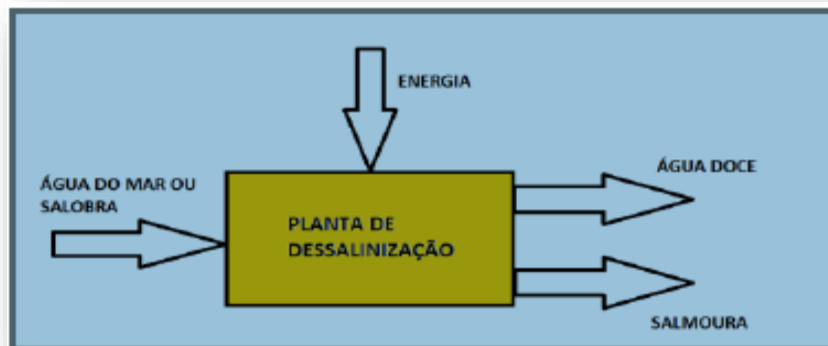 ENERGIA
ÁGUA DO MAR OU
SALOBRA
PLANTA DE
DESSALINIZAÇÃO
ÁGUA DOCE
SALMOURA